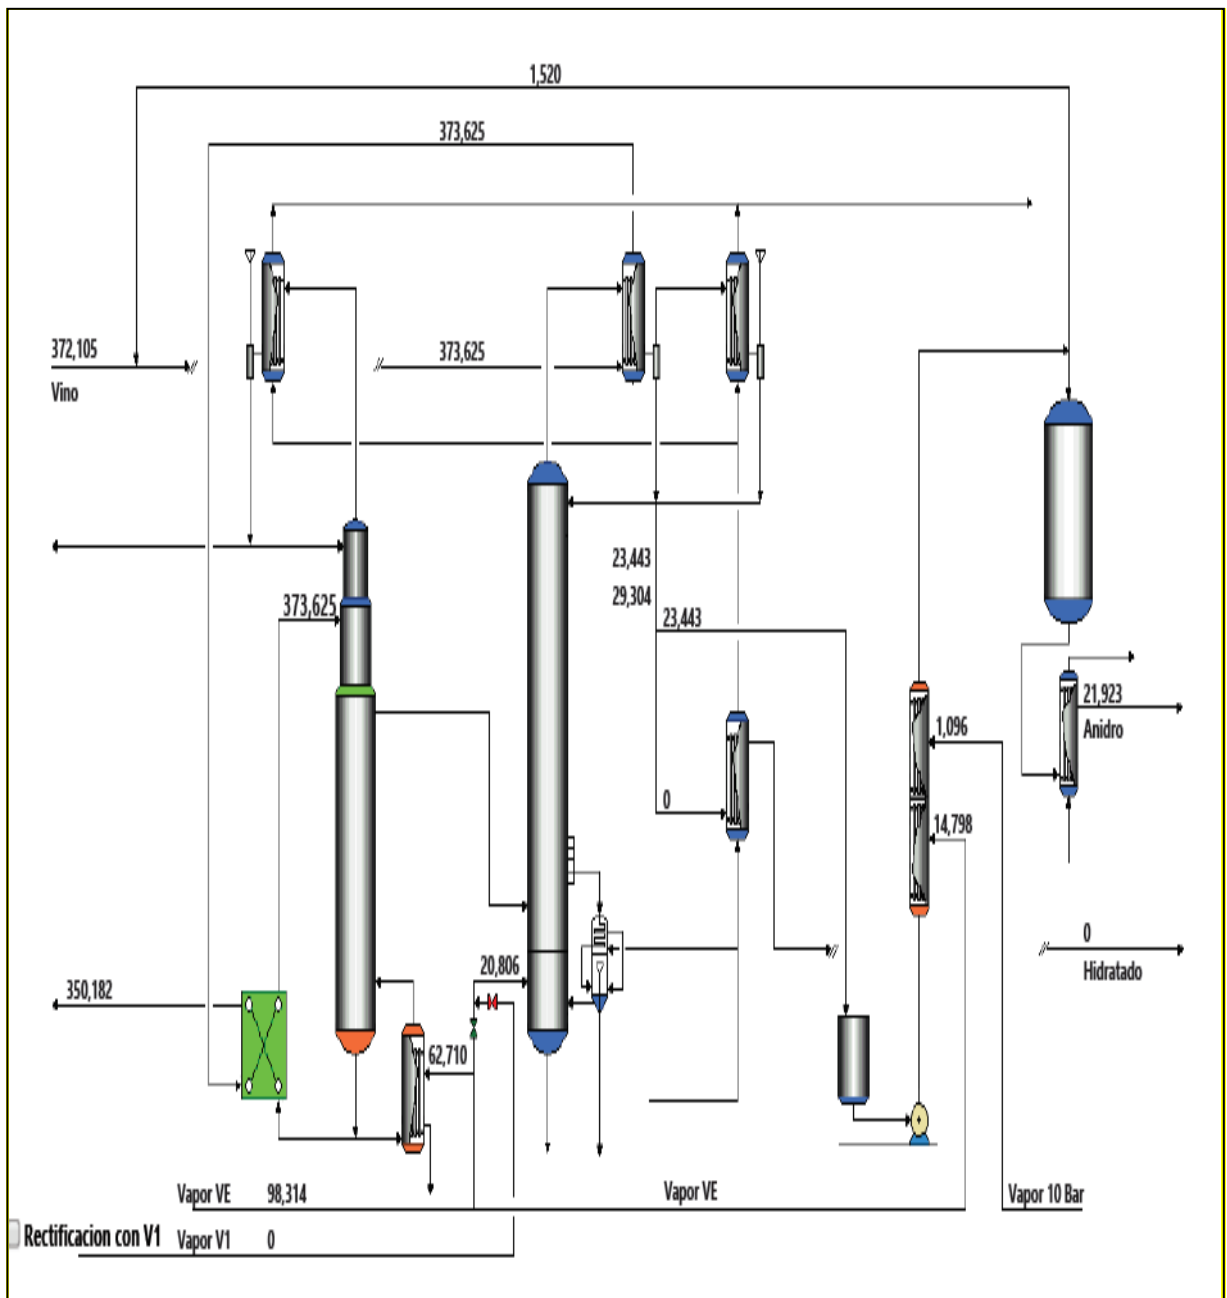 1,520
373,625
372,105
Vino
373,625
23,443
29,304
373,625
23,443
21,923
Anidro
1,096
0
14,798
0
Hidratado
20,806
350,182
62,710
Vapor VE 98,314
Vapor VE
Vapor 10 Bar
Rectificacion con V1 Vapor V1 0